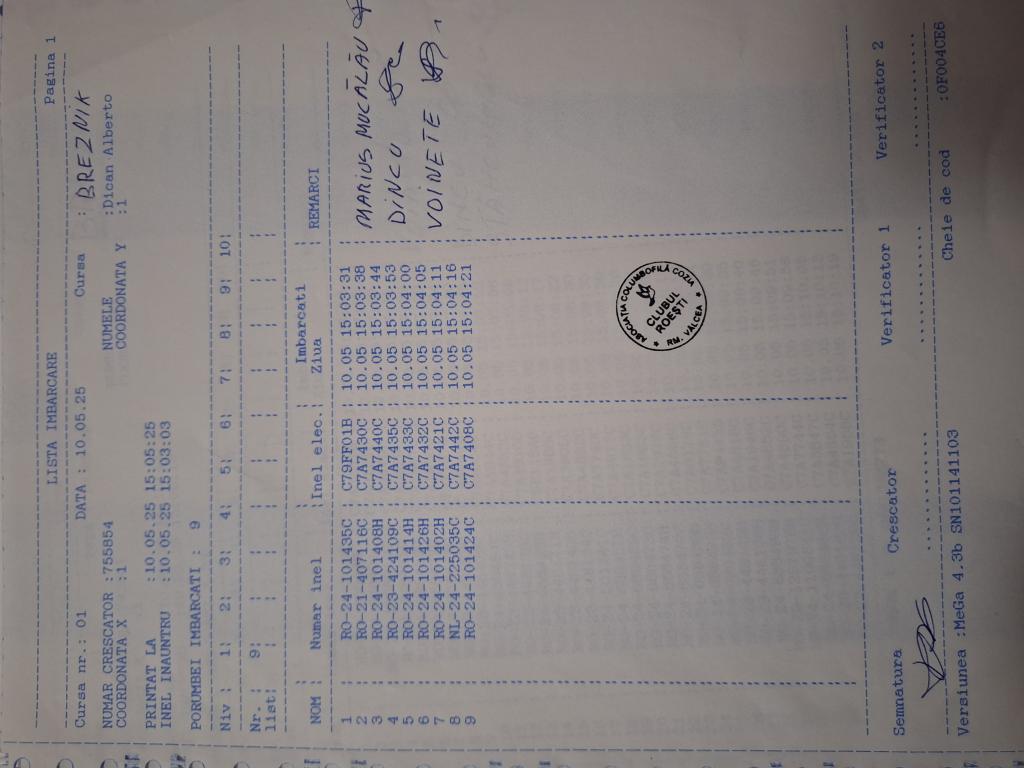 LISTA IMBARCARE Pagina 1
Cursa nr.: 01 DATA : 10.05.25 Cursa : BREZNIK
NUMAR CRESCATOR :755854 NUMELE :Dican Alberto
COORDONATA X :1 COORDONATA Y :1
PRINTAT LA :10.05.25 15:05:25
INEL INAUNTRU :10.05.25 15:03:03
PORUMBEI IMBARCATI : 9
Niv : 1: 2: 3: 4: 5: 6: 7: 8: 9: 10:
Nr. : 9: : : : : : : : :
list: : : : : : : : : :
NOM : Numar inel :Inel elec.: Imbarcati Ziua : REMARCI
1 : RO-24-101435C : C79FF01B : 10.05 15:03:31 : MARIUS MUCĂLĂU
2 : RO-21-407116C : C7A7430C : 10.05 15:03:38 :
3 : RO-24-101408H : C7A7440C : 10.05 15:03:44 : DINCU
4 : RO-23-424109C : C7A7435C : 10.05 15:03:53 :
5 : RO-24-101414H : C7A7433C : 10.05 15:04:00 :
6 : RO-24-101426H : C7A7432C : 10.05 15:04:05 : VOINETE
7 : RO-24-101402H : C7A7421C : 10.05 15:04:11 :
8 : NL-24-225035C : C7A7442C : 10.05 15:04:16 :
9 : RO-24-101424C : C7A7408C : 10.05 15:04:21 :
ASOCIATIA COLUMBOFILĂ COZIA
CLUBUL
ROEȘTI
* RM. VÂLCEA *
Semnatura Crescator Verificator 1 Verificator 2
Versiunea :MeGa 4.3b SN1011411103 Cheie de cod :0F004CE6